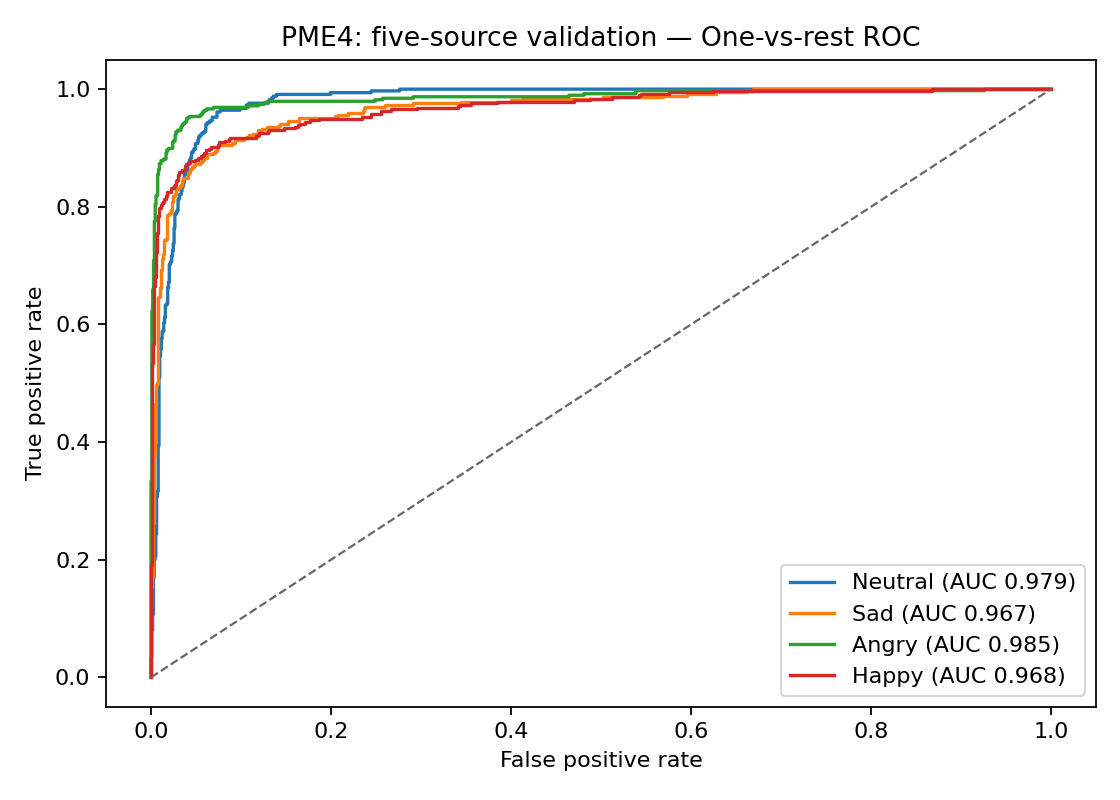 PME4: five-source validation — One-vs-rest ROC
True positive rate
1.0
0.8
0.6
0.4
0.2
0.0
Neutral (AUC 0.979)
Sad (AUC 0.967)
Angry (AUC 0.985)
Happy (AUC 0.968)
0.0 0.2 0.4 0.6 0.8 1.0
False positive rate